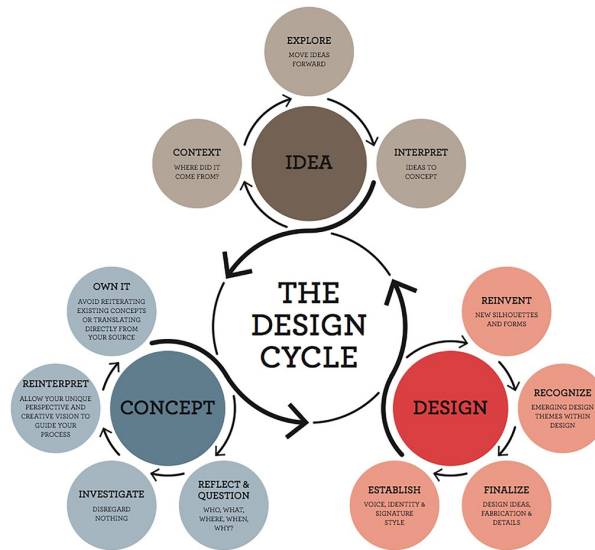 EXPLORE
MOVE IDEAS
FORWARD
CONTEXT
WHERE DID IT
COME FROM?
IDEA
INTERPRET
IDEAS TO
CONCEPT
THE
DESIGN
CYCLE
OWN IT
AVOID REITERATING
EXISTING CONCEPTS
OR TRANSLATING
DIRECTLY FROM
YOUR SOURCE
REINTERPRET
ALLOW YOUR UNIQUE
PERSPECTIVE AND
CREATIVE VISION TO
GUIDE YOUR
PROCESS
CONCEPT
INVESTIGATE
DISREGARD
NOTHING
REFLECT &
QUESTION
WHO, WHAT,
WHERE, WHEN,
WHY?
REINVENT
NEW SILHOUETTES
AND FORMS
DESIGN
RECOGNIZE
EMERGING DESIGN
THEMES WITHIN
DESIGN
ESTABLISH
VOICE, IDENTITY &
SIGNATURE
STYLE
FINALIZE
DESIGN IDEAS,
FABRICATION &
DETAILS